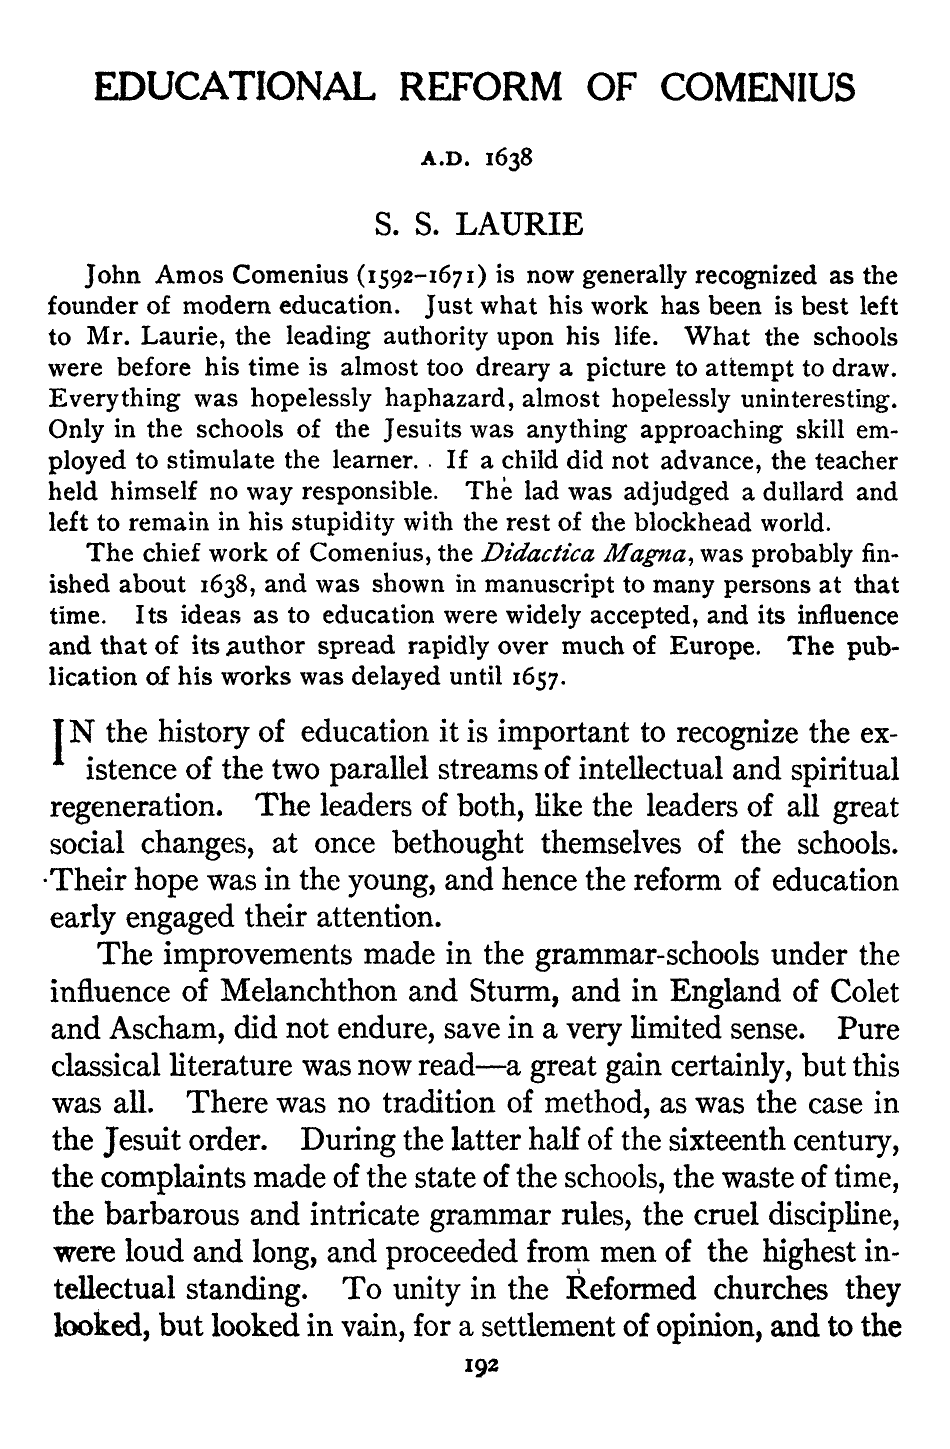 EDUCATIONAL REFORM OF COMENIUS
A.D. 1638
S. S. LAURIE
John Amos Comenius (1592–1671) is now generally recognized as the
founder of modern education. Just what his work has been is best left
to Mr. Laurie, the leading authority upon his life. What the schools
were before his time is almost too dreary a picture to attempt to draw.
Everything was hopelessly haphazard, almost hopelessly uninteresting.
Only in the schools of the Jesuits was anything approaching skill em-
ployed to stimulate the learner. If a child did not advance, the teacher
held himself no way responsible. The lad was adjudged a dullard and
left to remain in his stupidity with the rest of the blockhead world.
The chief work of Comenius, the Didactica Magna, was probably fin-
ished about 1638, and was shown in manuscript to many persons at that
time. Its ideas as to education were widely accepted, and its influence
and that of its author spread rapidly over much of Europe. The pub-
lication of his works was delayed until 1657.
IN the history of education it is important to recognize the ex-
istence of the two parallel streams of intellectual and spiritual
regeneration. The leaders of both, like the leaders of all great
social changes, at once bethought themselves of the schools.
Their hope was in the young, and hence the reform of education
early engaged their attention.
The improvements made in the grammar-schools under the
influence of Melanchthon and Sturm, and in England of Colet
and Ascham, did not endure, save in a very limited sense. Pure
classical literature was now read—a great gain certainly, but this
was all. There was no tradition of method, as was the case in
the Jesuit order. During the latter half of the sixteenth century,
the complaints made of the state of the schools, the waste of time,
the barbarous and intricate grammar rules, the cruel discipline,
were loud and long, and proceeded from men of the highest in-
tellectual standing. To unity in the Reformed churches they
looked, but looked in vain, for a settlement of opinion, and to the
192